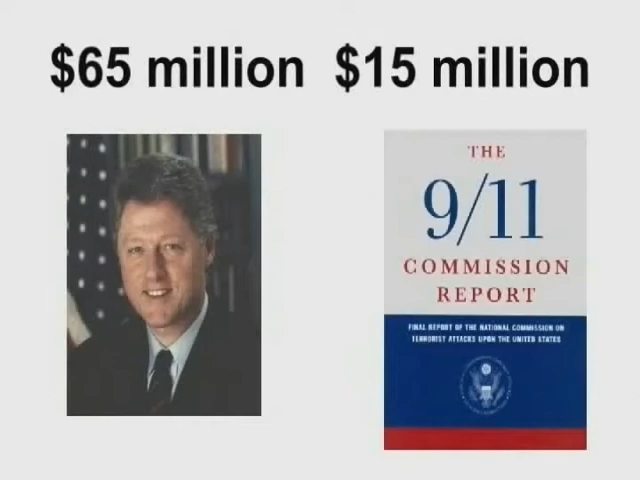 $65 million $15 million
THE
9/11
COMMISSION
REPORT
FINAL REPORT OF THE NATIONAL COMMISSION ON
TERRORIST ATTACKS UPON THE UNITED STATES